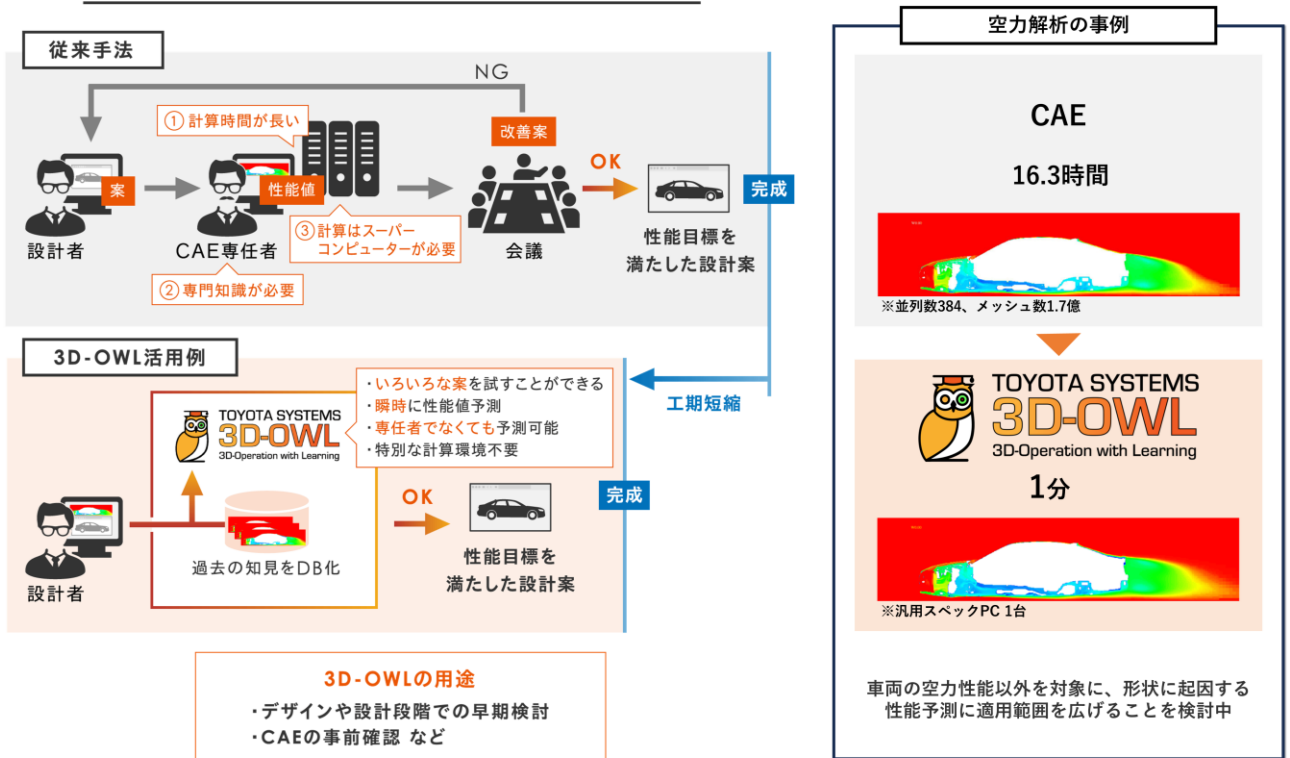 従来手法
NG
①計算時間が長い
改善案
OK
案
性能値
完成
設計者
CAE専任者
③計算はスーパー
コンピューターが必要
会議
性能目標を
満たした設計案
②専門知識が必要
3D-OWL活用例
・いろいろな案を試すことができる
・瞬時に性能値予測
・専任者でなくても予測可能
・特別な計算環境不要
工期短縮
TOYOTA SYSTEMS
3D-OWL
3D-Operation with Learning
OK
完成
過去の知見をDB化
設計者
性能目標を
満たした設計案
3D-OWLの用途
・デザインや設計段階での早期検討
・CAEの事前確認 など
空力解析の事例
CAE
16.3時間
※並列数384、メッシュ数1.7億
TOYOTA SYSTEMS
3D-OWL
3D-Operation with Learning
1分
※汎用スペックPC 1台
車両の空力性能以外を対象に、形状に起因する
性能予測に適用範囲を広げることを検討中